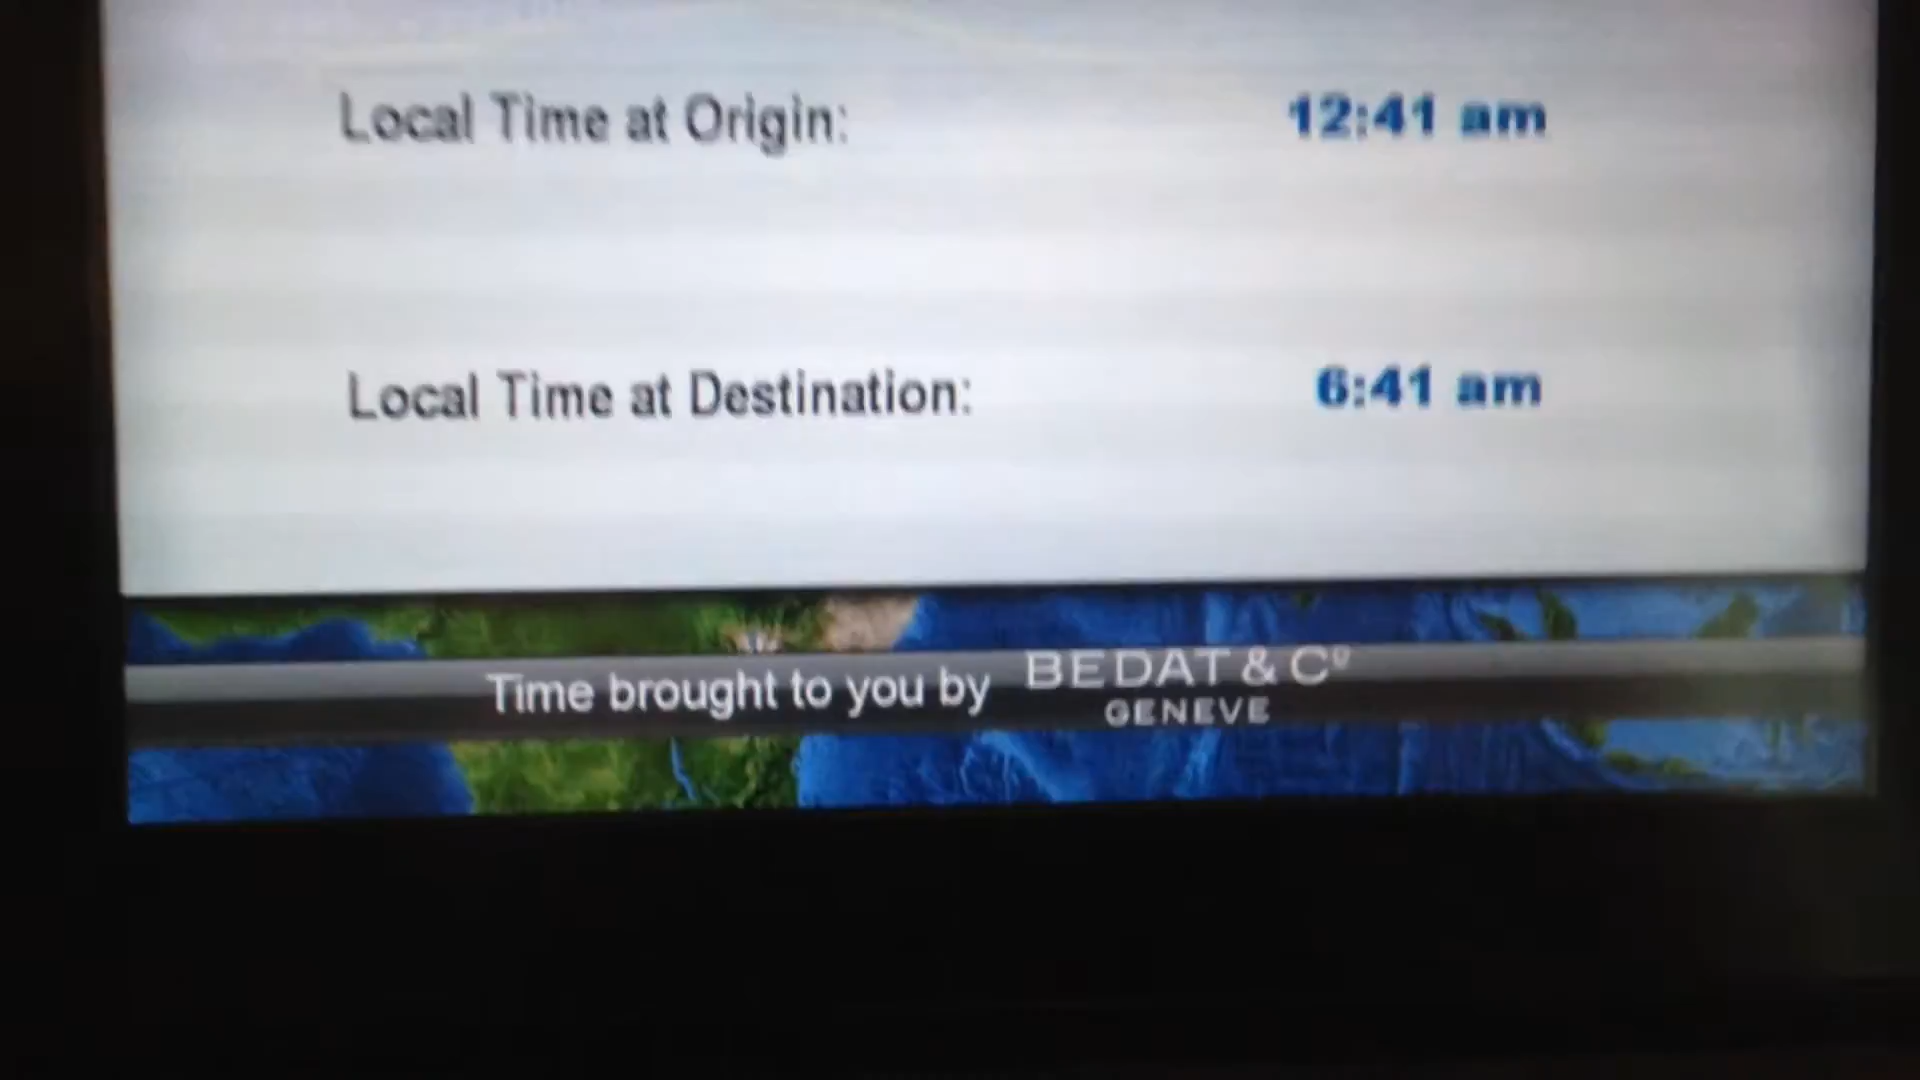 Local Time at Origin: 12:41 am
Local Time at Destination: 6:41 am
Time brought to you by BEDAT & Cº
GENEVE